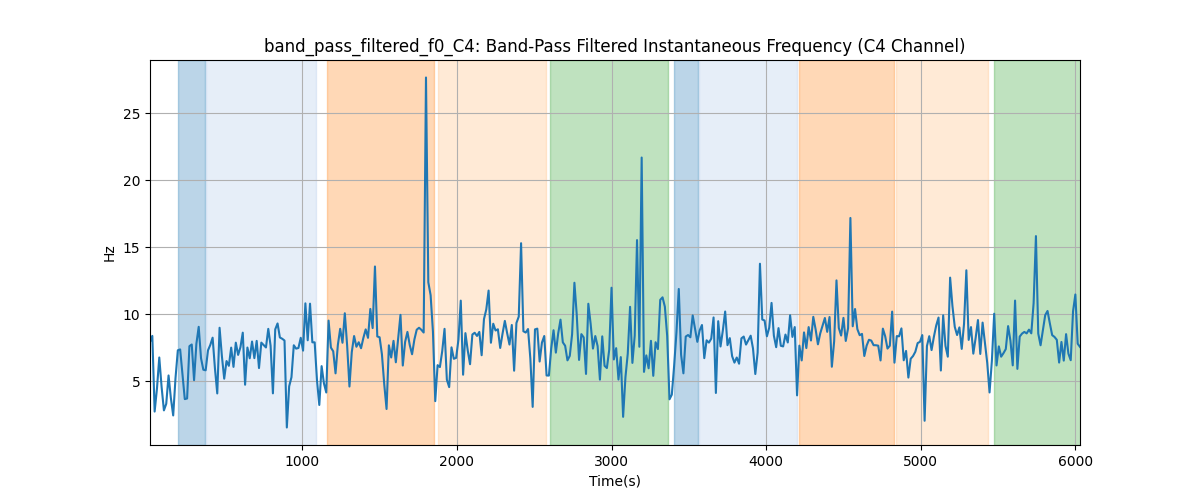 band_pass_filtered_f0_C4: Band-Pass Filtered Instantaneous Frequency (C4 Channel)
25
20
15
10
5
Hz
1000 2000 3000 4000 5000 6000
Time(s)